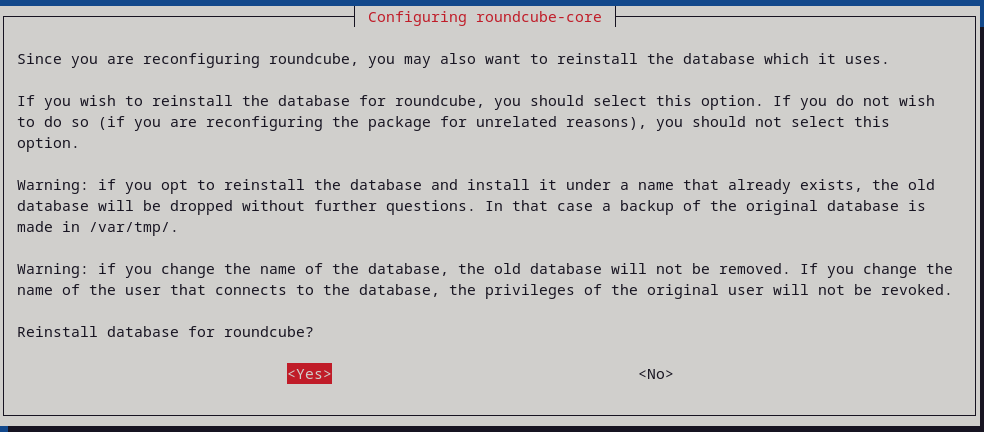 Configuring roundcube-core
Since you are reconfiguring roundcube, you may also want to reinstall the database which it uses.
If you wish to reinstall the database for roundcube, you should select this option. If you do not wish
to do so (if you are reconfiguring the package for unrelated reasons), you should not select this
option.
Warning: if you opt to reinstall the database and install it under a name that already exists, the old
database will be dropped without further questions. In that case a backup of the original database is
made in /var/tmp/.
Warning: if you change the name of the database, the old database will not be removed. If you change the
name of the user that connects to the database, the privileges of the original user will not be revoked.
Reinstall database for roundcube?
<Yes> <No>